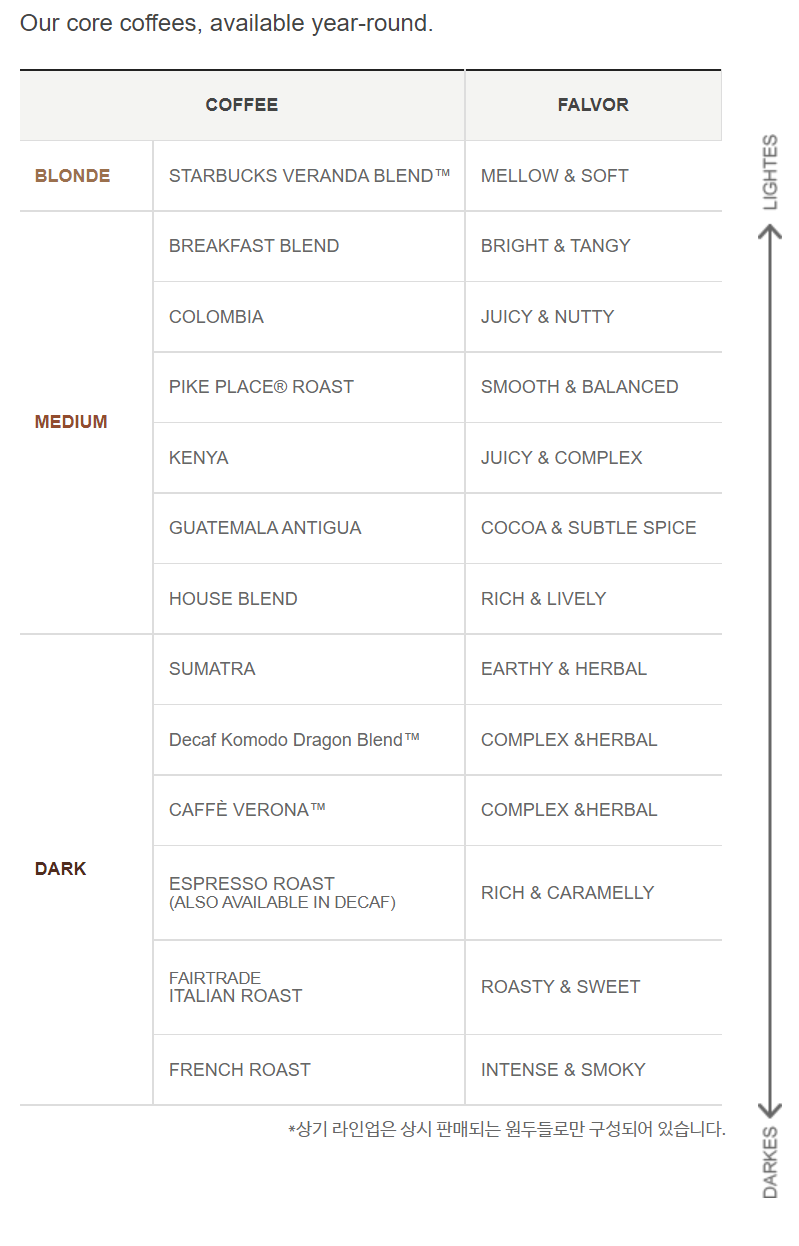 Our core coffees, available year-round.
COFFEE FALVOR
LIGHTES
BLONDE STARBUCKS VERANDA BLEND™ MELLOW & SOFT
BREAKFAST BLEND BRIGHT & TANGY
COLOMBIA JUICY & NUTTY
PIKE PLACE® ROAST SMOOTH & BALANCED
MEDIUM
KENYA JUICY & COMPLEX
GUATEMALA ANTIGUA COCOA & SUBTLE SPICE
HOUSE BLEND RICH & LIVELY
SUMATRA EARTHY & HERBAL
Decaf Komodo Dragon Blend™ COMPLEX &HERBAL
CAFFÈ VERONA™ COMPLEX &HERBAL
DARK
ESPRESSO ROAST
(ALSO AVAILABLE IN DECAF) RICH & CARAMELLY
FAIRTRADE
ITALIAN ROAST ROASTY & SWEET
FRENCH ROAST INTENSE & SMOKY
*상기 라인업은 상시 판매되는 원두들로만 구성되어 있습니다.
DARKES